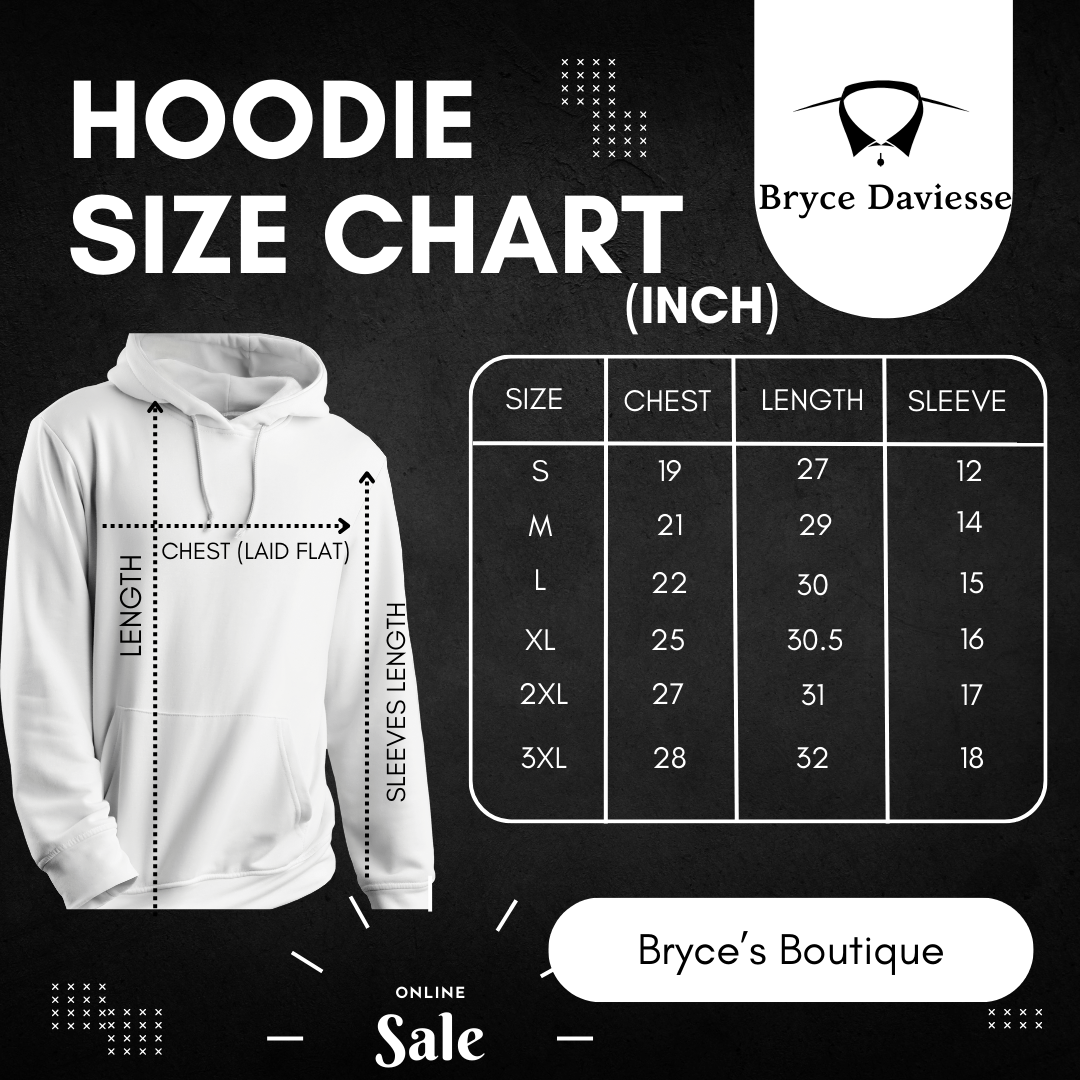 HOODIE
SIZE CHART
(INCH)
Bryce Daviesse
SIZE CHEST LENGTH SLEEVE
S 19 27 12
M 21 29 14
L 22 30 15
XL 25 30.5 16
2XL 27 31 17
3XL 28 32 18
CHEST (LAID FLAT)
LENGTH
SLEEVES LENGTH
Bryce’s Boutique
ONLINE
Sale